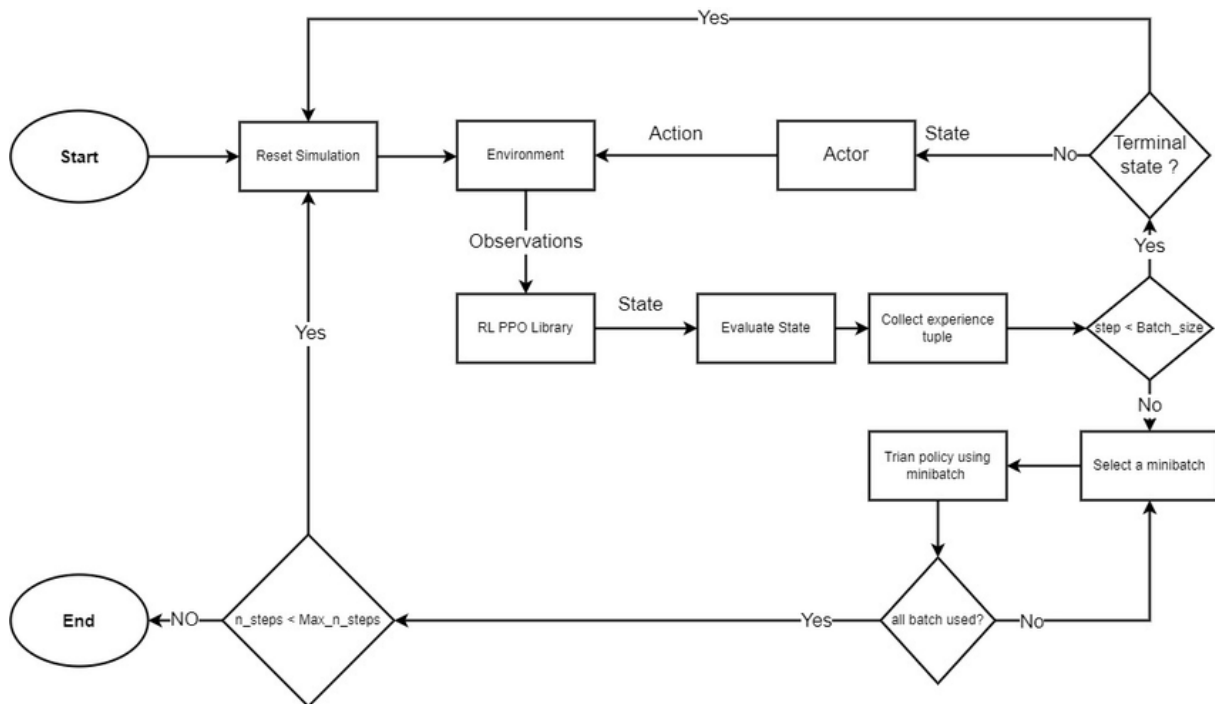 Yes
Start
Reset Simulation
Environment
Action
Actor
State
No
Terminal
state ?
Observations
Yes
RL PPO Library
State
Evaluate State
Collect experience
tuple
step < Batch_size
Yes
No
Trian policy using
minibatch
Select a minibatch
End
NO
n_steps < Max_n_steps
Yes
all batch used?
No